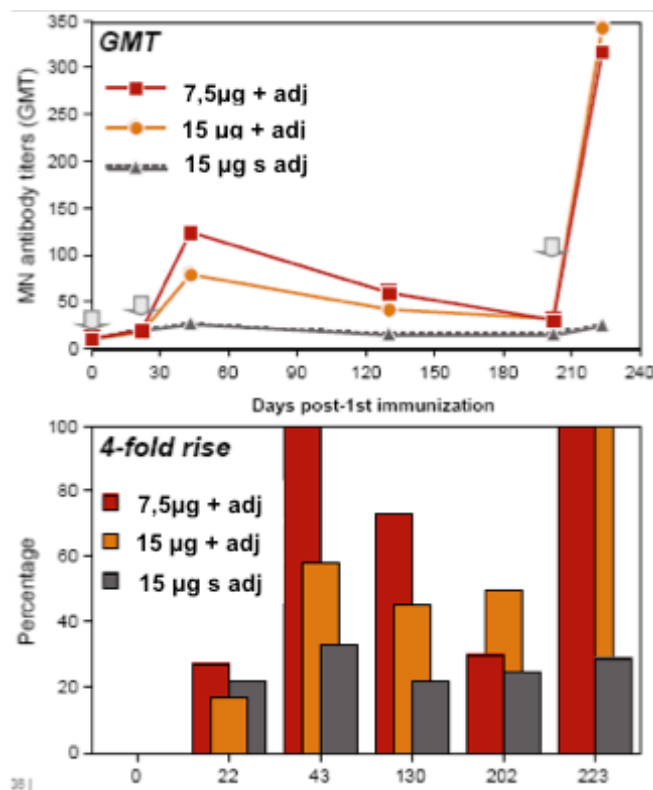 GMT
350
300
250
200
150
100
50
0
MN antibody titers (GMT)
7,5µg + adj
15 µg + adj
15 µg s adj
0 30 60 90 120 150 180 210 240
Days post-1st immunization
4-fold rise
100
80
60
40
20
0
Percentage
7,5µg + adj
15 µg + adj
15 µg s adj
0 22 43 130 202 223